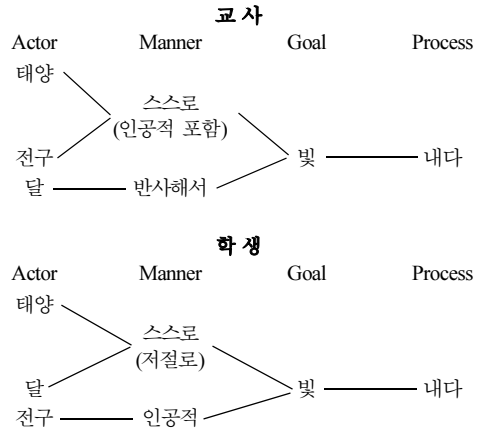 교사
Actor Manner Goal Process
태양
스스로
(인공적 포함)
전구
빛 내다
달 반사해서
학생
Actor Manner Goal Process
태양
스스로
(저절로)
달
빛 내다
전구 인공적